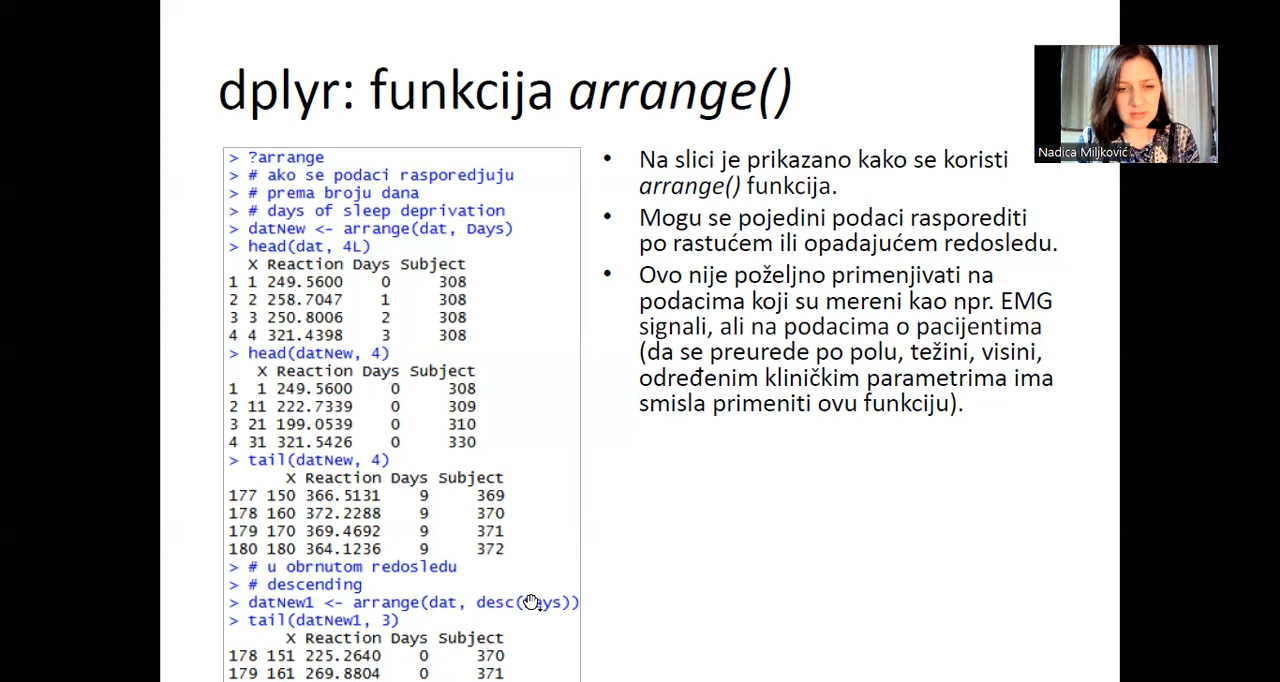 dplyr: funkcija arrange()
> ?arrange
> # ako se podaci rasporedjuju
> # prema broju dana
> # days of sleep deprivation
> datNew <- arrange(dat, Days)
> head(dat, 4L)
X Reaction Days Subject
1 1 249.5600 0 308
2 2 258.7047 1 308
3 3 250.8006 2 308
4 4 321.4398 3 308
> head(datNew, 4)
X Reaction Days Subject
1 1 249.5600 0 308
2 11 222.7339 0 309
3 21 199.0539 0 310
4 31 321.5426 0 330
> tail(datNew, 4)
X Reaction Days Subject
177 150 366.5131 9 369
178 160 372.2288 9 370
179 170 369.4692 9 371
180 180 364.1236 9 372
> # u obrnutom redosledu
> # descending
> datNew1 <- arrange(dat, desc(Days))
> tail(datNew1, 3)
X Reaction Days Subject
178 151 225.2640 0 370
179 161 269.8804 0 371
• Na slici je prikazano kako se koristi
arrange() funkcija.
• Mogu se pojedini podaci rasporediti
po rastućem ili opadajućem redosledu.
• Ovo nije poželjno primenjivati na
podacima koji su mereni kao npr. EMG
signali, ali na podacima o pacijentima
(da se preurede po polu, težini, visini,
određenim kliničkim parametrima ima
smisla primeniti ovu funkciju).
Nadica Miljković